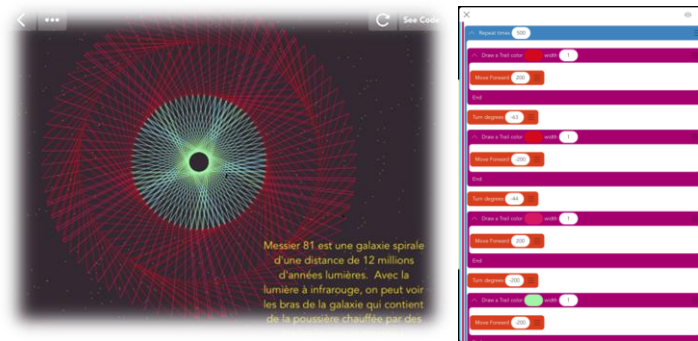 See Code
Messier 81 est une galaxie spirale
d'une distance de 12 millions
d'années lumières. Avec la
lumière à infrarouge, on peut voir
les bras de la galaxie qui contient
de la poussière chauffée par des
Repeat times 500
Draw a Trail color width 1
Move Forward 200
End
Turn degrees -63
Draw a Trail color width 1
Move Forward -200
End
Turn degrees -44
Draw a Trail color width 1
Move Forward 200
End
Turn degrees -200
Draw a Trail color width 1
Move Forward -200